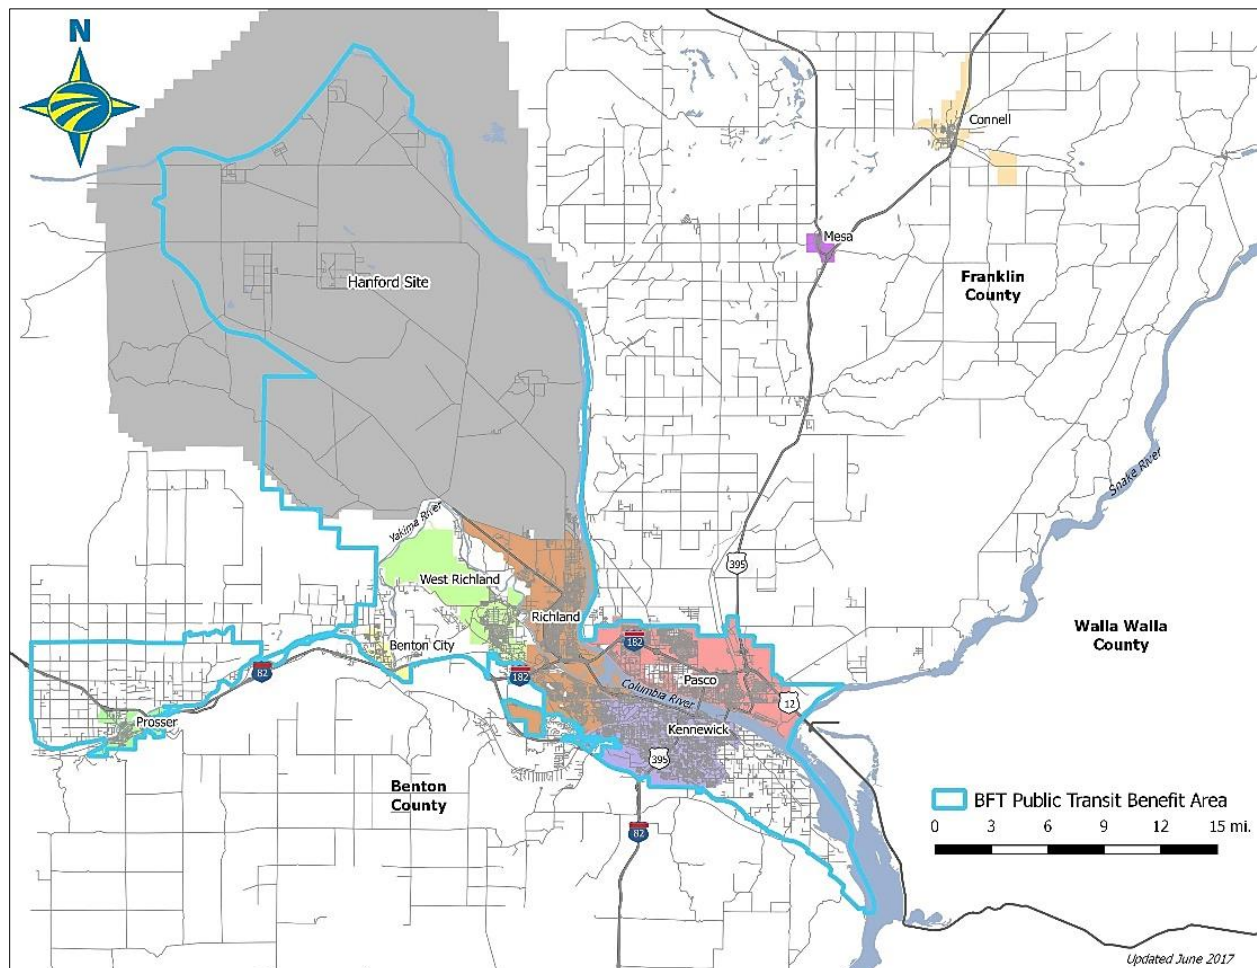 N
Connell
Mesa
Hanford Site
Franklin
County
Snake River
Yakima River
395
West Richland
Richland
Walla Walla
County
182
Benton City
82
182
Pasco
Columbia River
12
Prosser
Kennewick
395
Benton
County
BFT Public Transit Benefit Area
82
0 3 6 9 12 15 mi.
Updated June 2017